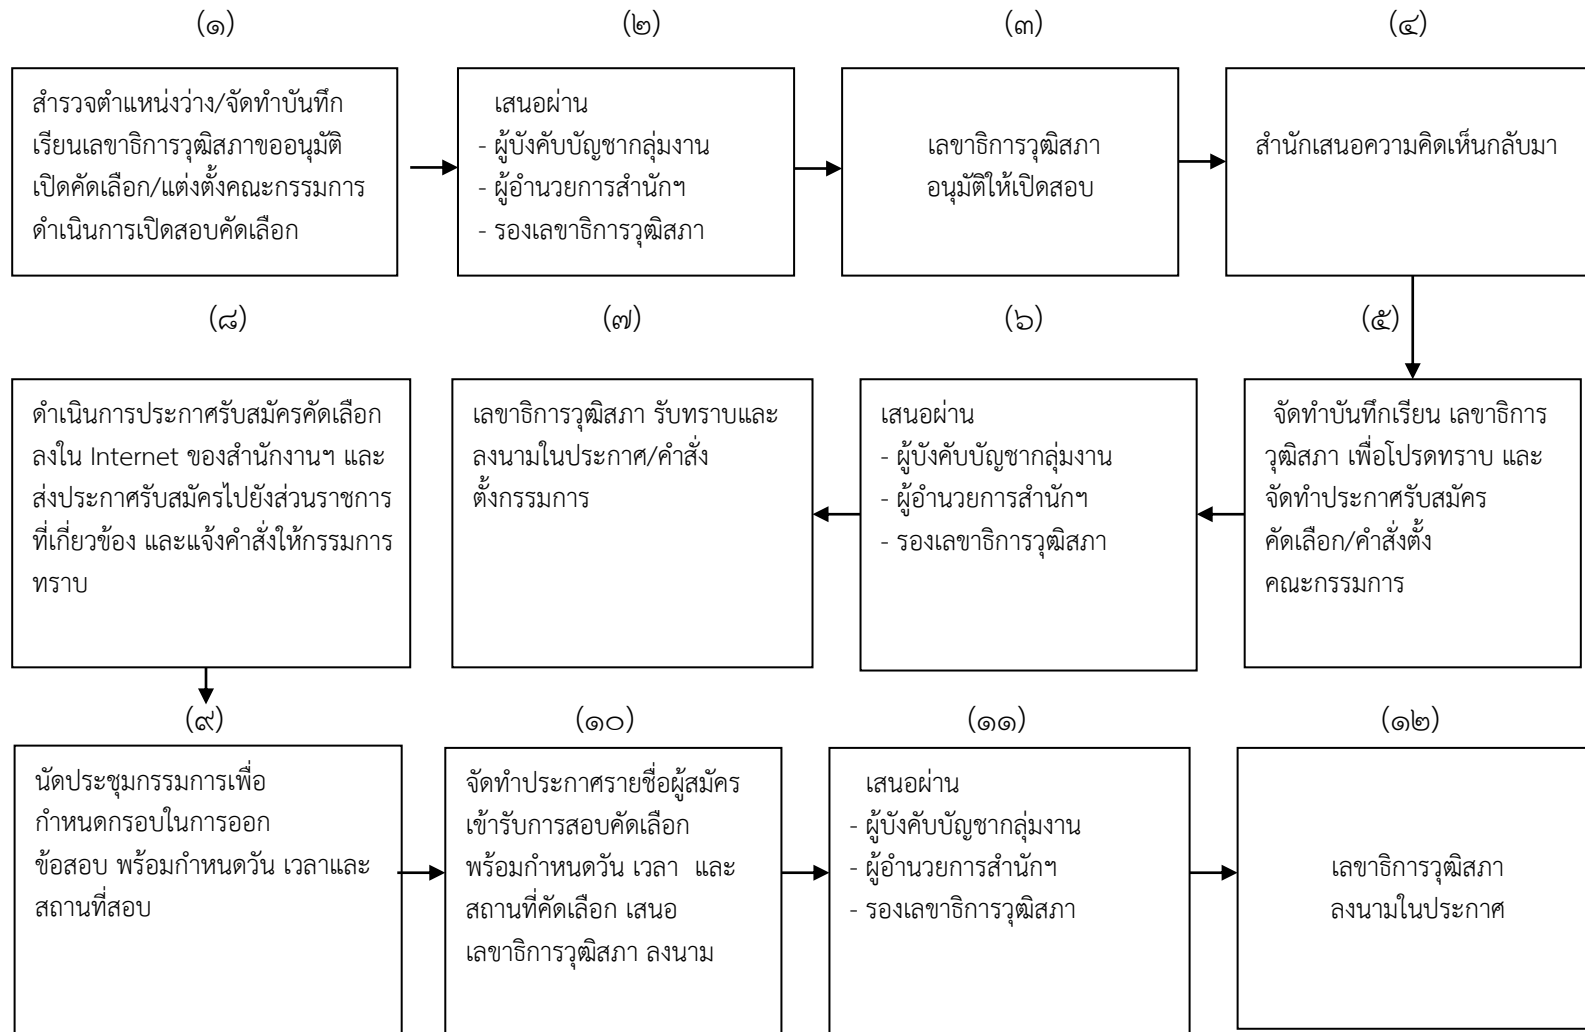 (๑)
สำรวจตำแหน่งว่าง/จัดทำบันทึก
เรียนเลขาธิการวุฒิสภาขออนุมัติ
เปิดคัดเลือก/แต่งตั้งคณะกรรมการ
ดำเนินการเปิดสอบคัดเลือก
(๒)
เสนอผ่าน
- ผู้บังคับบัญชากลุ่มงาน
- ผู้อำนวยการสำนักฯ
- รองเลขาธิการวุฒิสภา
(๓)
เลขาธิการวุฒิสภา
อนุมัติให้เปิดสอบ
(๔)
สำนักเสนอความคิดเห็นกลับมา
(๕)
จัดทำบันทึกเรียน เลขาธิการ
วุฒิสภา เพื่อโปรดทราบ และ
จัดทำประกาศรับสมัคร
คัดเลือก/คำสั่งตั้ง
คณะกรรมการ
(๖)
เสนอผ่าน
- ผู้บังคับบัญชากลุ่มงาน
- ผู้อำนวยการสำนักฯ
- รองเลขาธิการวุฒิสภา
(๗)
เลขาธิการวุฒิสภา รับทราบและ
ลงนามในประกาศ/คำสั่ง
ตั้งกรรมการ
(๘)
ดำเนินการประกาศรับสมัครคัดเลือก
ลงใน Internet ของสำนักงานฯ และ
ส่งประกาศรับสมัครไปยังส่วนราชการ
ที่เกี่ยวข้อง และแจ้งคำสั่งให้กรรมการ
ทราบ
(๙)
นัดประชุมกรรมการเพื่อ
กำหนดกรอบในการออก
ข้อสอบ พร้อมกำหนดวัน เวลาและ
สถานที่สอบ
(๑๐)
จัดทำประกาศรายชื่อผู้สมัคร
เข้ารับการสอบคัดเลือก
พร้อมกำหนดวัน เวลา และ
สถานที่คัดเลือก เสนอ
เลขาธิการวุฒิสภา ลงนาม
(๑๑)
เสนอผ่าน
- ผู้บังคับบัญชากลุ่มงาน
- ผู้อำนวยการสำนักฯ
- รองเลขาธิการวุฒิสภา
(๑๒)
เลขาธิการวุฒิสภา
ลงนามในประกาศ